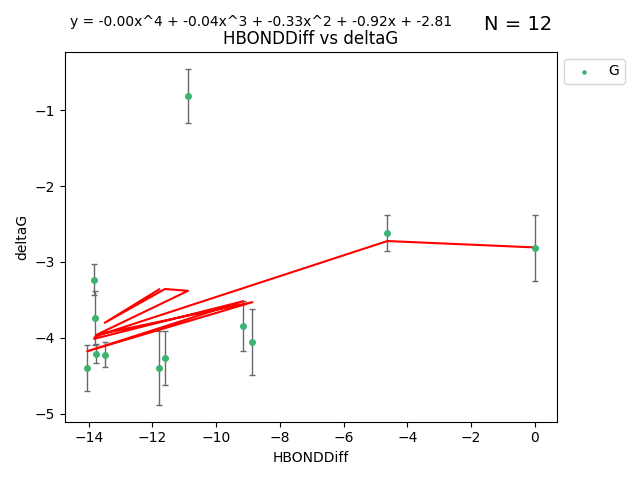 y = -0.00x^4 + -0.04x^3 + -0.33x^2 + -0.92x + -2.81
N = 12
HBONDDiff vs deltaG
G
−1
−2
−3
−4
−5
deltaG
−14 −12 −10 −8 −6 −4 −2 0
HBONDDiff